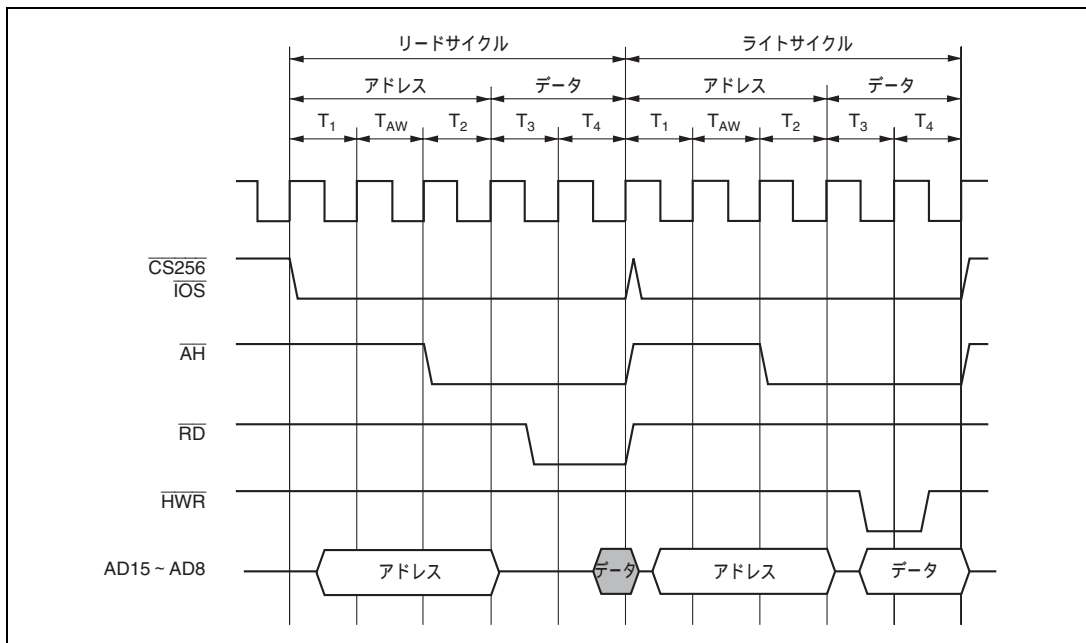 リードサイクル ライトサイクル
アドレス データ アドレス データ
T1 TAW T2 T3 T4 T1 TAW T2 T3 T4
CS256
IOS
AH
RD
HWR
AD15 ~ AD8 アドレス データ アドレス データ